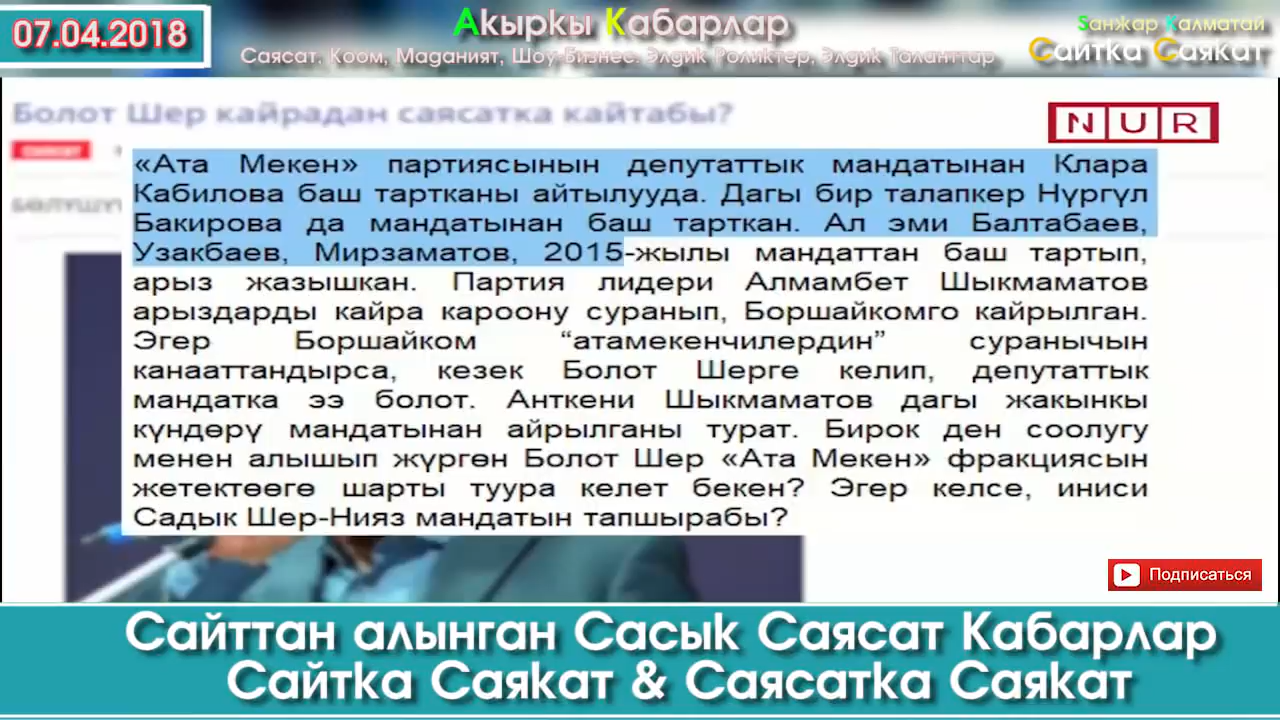 07.04.2018
Акыркы Кабарлар
Саясат, Коом, Маданият, Шоу-Бизнес. Элдик Роликтер, Элдик Таланттар
Санжар Калматай
Сайтка Саякат
Болот Шер кайрадан саясатка кайтабы?
NUR
«Ата Мекен» партиясынын депутаттык мандатынан Клара
Кабилова баш тартканы айтылууда. Дагы бир талапкер Нүргүл
Бакирова да мандатынан баш тарткан. Ал эми Балтабаев,
Узакбаев, Мирзаматов, 2015-жылы мандаттан баш тартып,
арыз жазышкан. Партия лидери Алмамбет Шыкмаматов
арыздарды кайра кароону суранып, Боршайкомго кайрылган.
Эгер Боршайком “атамекенчилердин” суранычын
канааттандырса, кезек Болот Шерге келип, депутаттык
мандатка ээ болот. Анткени Шыкмаматов дагы жакынкы
күндөрү мандатынан айрылганы турат. Бирок ден соолугу
менен алышып жүргөн Болот Шер «Ата Мекен» фракциясын
жетектөөгө шарты туура келет бекен? Эгер келсе, иниси
Садык Шер-Нияз мандатын тапшырабы?
Подписаться
Сайттан алынган Сасык Саясат Кабарлар
Сайтка Саякат & Саясатка Саякат